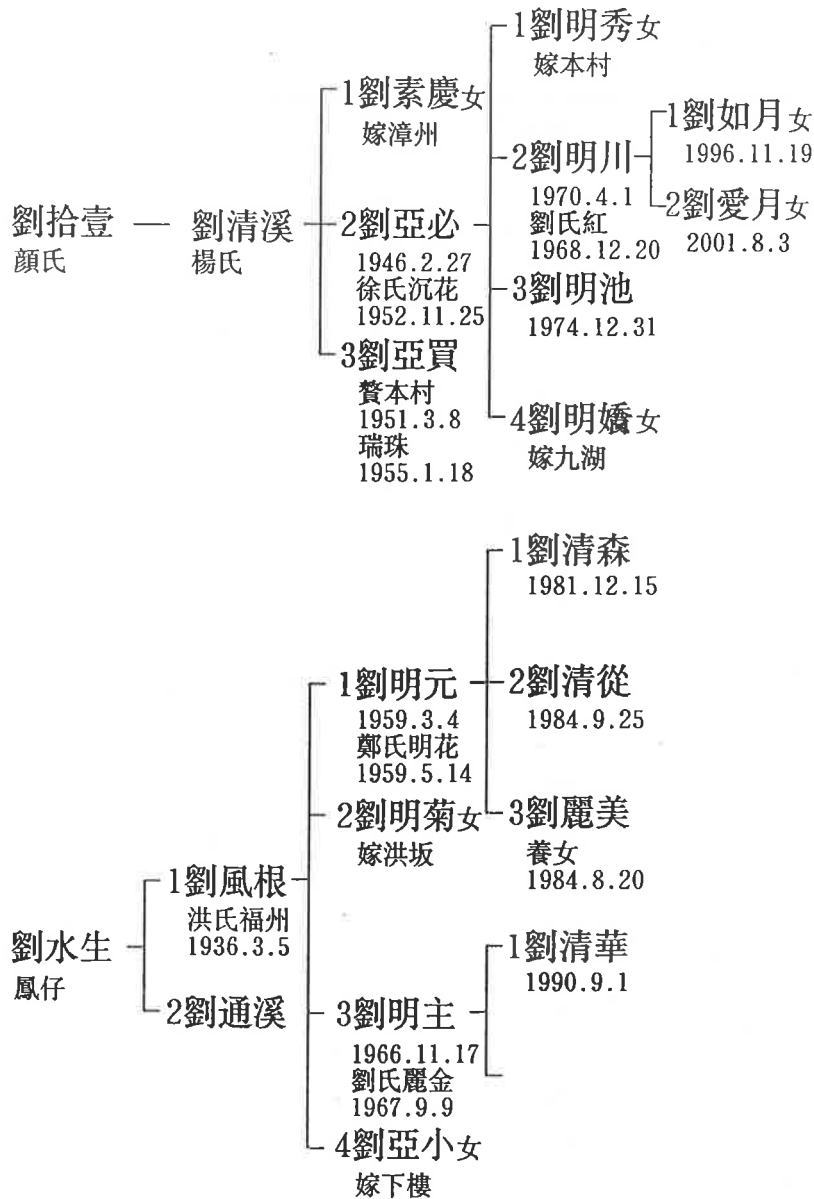 劉拾壹
顔氏
劉清溪
楊氏
1劉素慶女
嫁漳州
2劉亞必
1946.2.27
徐氏沉花
1952.11.25
3劉亞買
贅本村
1951.3.8
瑞珠
1955.1.18
1劉明秀女
嫁本村
2劉明川
1970.4.1
劉氏紅
1968.12.20
3劉明池
1974.12.31
4劉明嬌女
嫁九湖
1劉如月女
1996.11.19
2劉愛月女
2001.8.3
劉水生
鳳仔
1劉風根
洪氏福州
1936.3.5
2劉通溪
1劉明元
1959.3.4
鄭氏明花
1959.5.14
2劉明菊女
嫁洪坂
3劉明主
1966.11.17
劉氏麗金
1967.9.9
4劉亞小女
嫁下樓
1劉清森
1981.12.15
2劉清從
1984.9.25
3劉麗美
養女
1984.8.20
1劉清華
1990.9.1